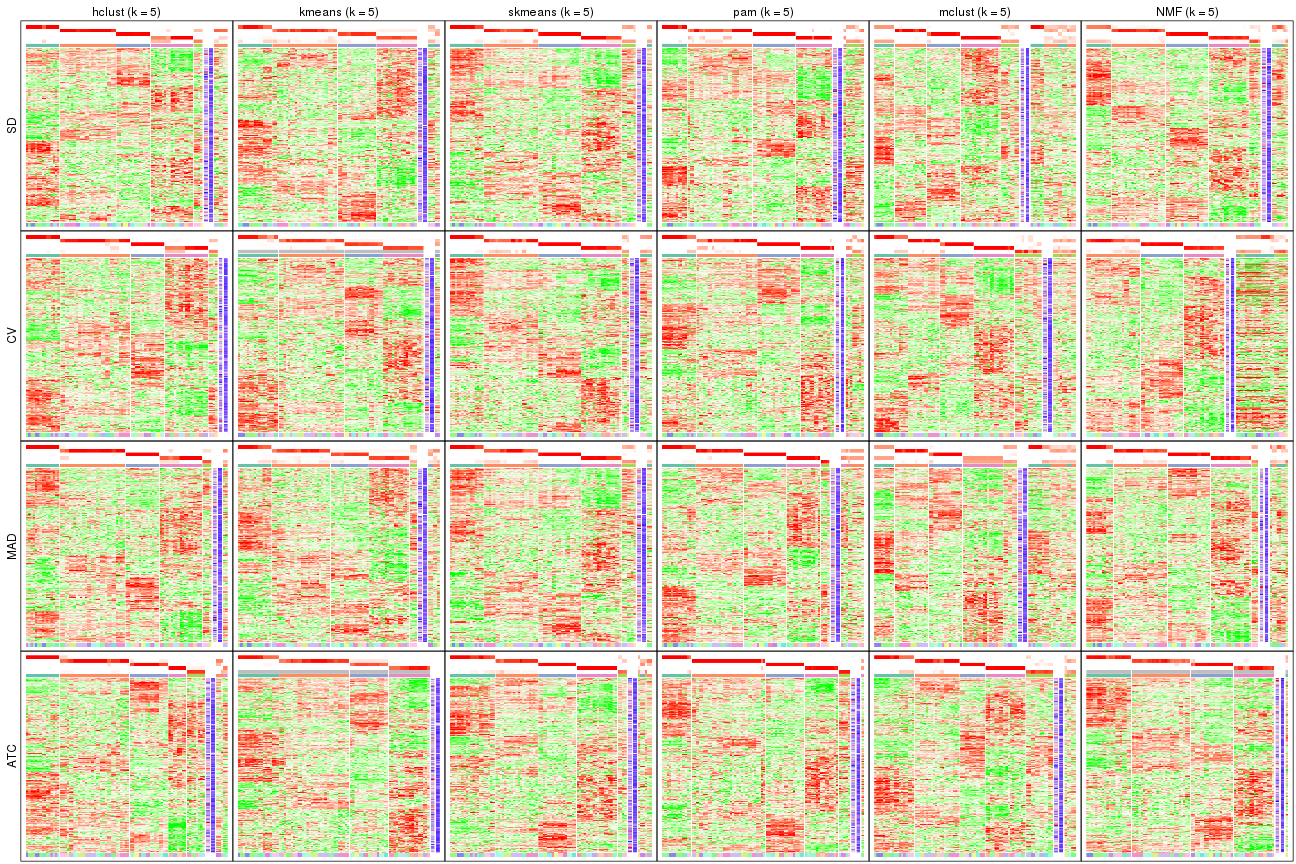 hclust (k = 5) kmeans (k = 5) skmeans (k = 5) pam (k = 5) mclust (k = 5) NMF (k = 5)
SD
CV
MAD
ATC